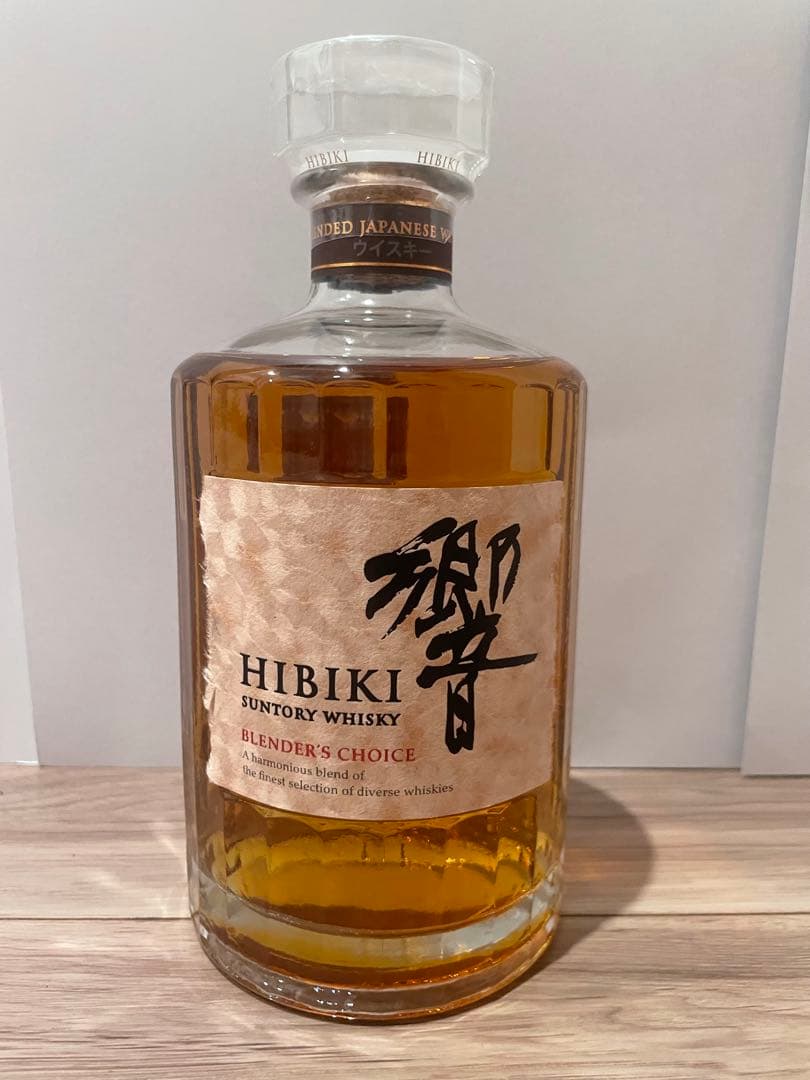 HIBIKI HIBIKI
JAPANESE
ウイスキー
響
HIBIKI
SUNTORY WHISKY
BLENDER'S CHOICE
A harmonious blend of
the finest selection of diverse whiskies